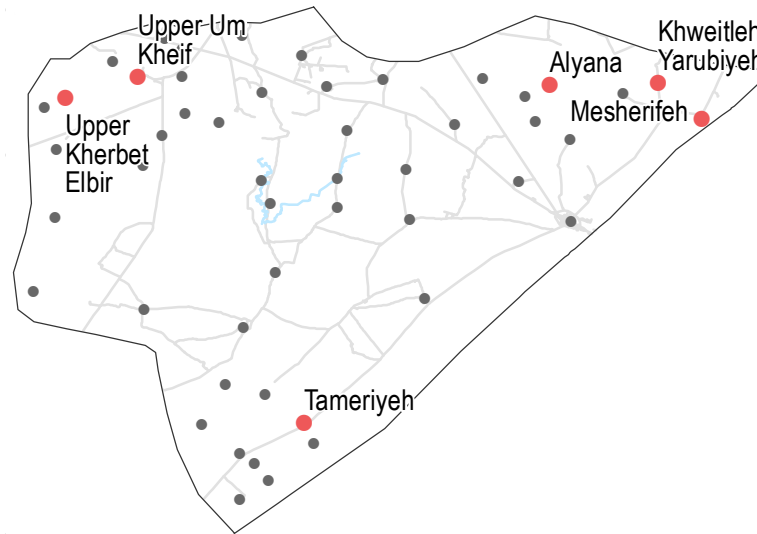 Upper Um
Kheif
Upper
Kherbet
Elbir
Alyana
Khweitleh
Yarubiyeh
Mesherifeh
Tameriyeh